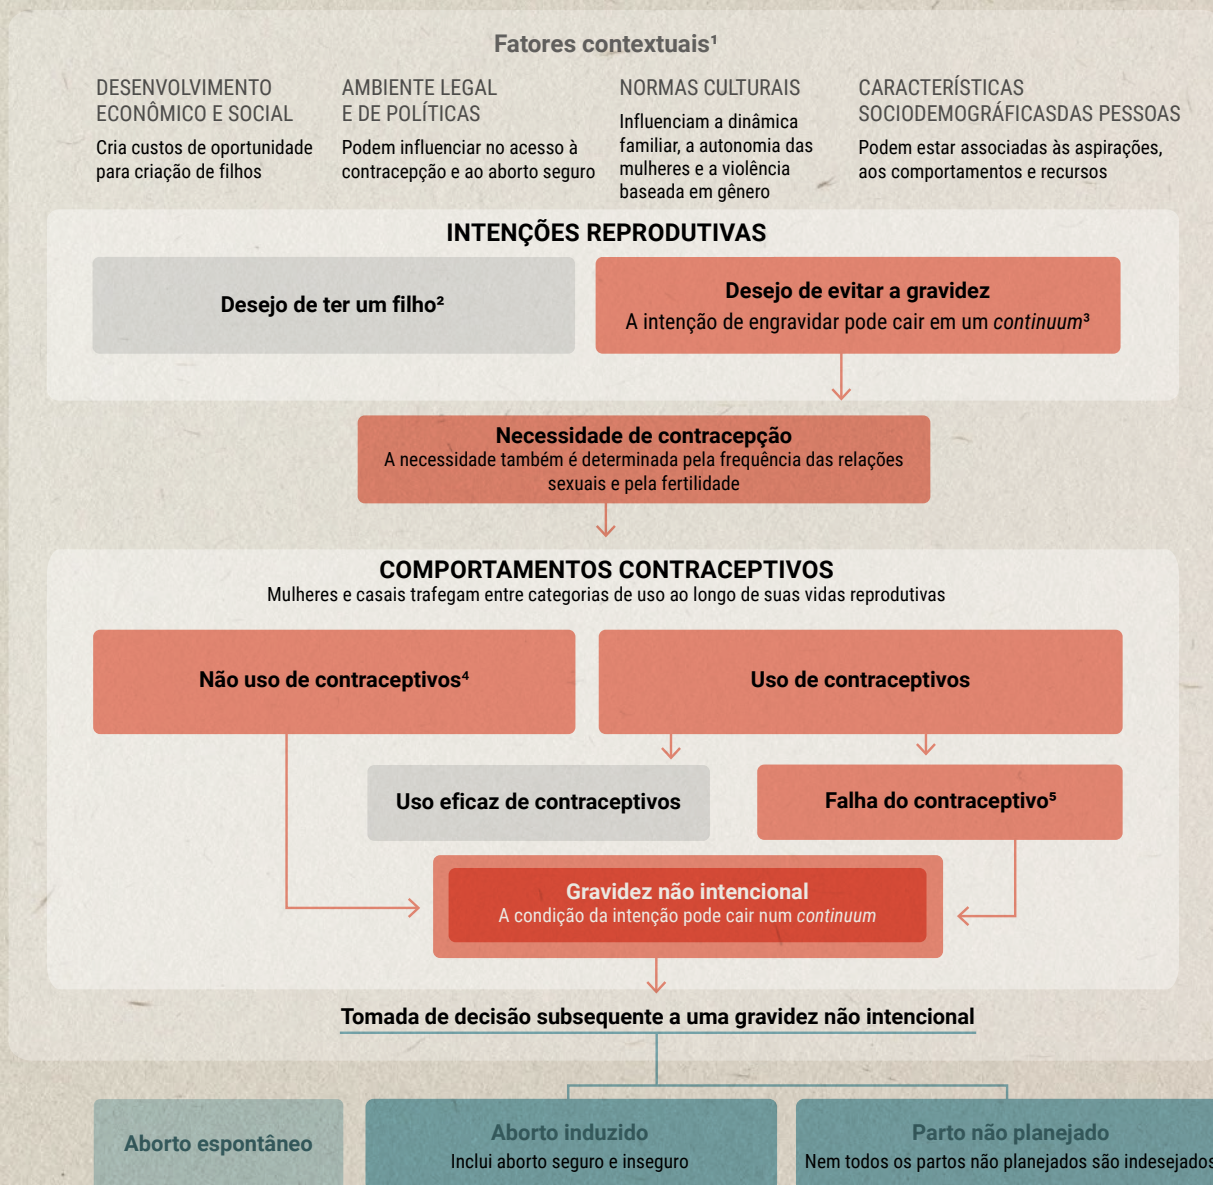 Fatores contextuais¹
DESENVOLVIMENTO
ECONÔMICO E SOCIAL
Cria custos de oportunidade
para criação de filhos
AMBIENTE LEGAL
E DE POLÍTICAS
Podem influenciar no acesso à
contracepção e ao aborto seguro
NORMAS CULTURAIS
Influenciam a dinâmica
familiar, a autonomia das
mulheres e a violência
baseada em gênero
CARACTERÍSTICAS
SOCIODEMOGRÁFICASDAS PESSOAS
Podem estar associadas às aspirações,
aos comportamentos e recursos
INTENÇÕES REPRODUTIVAS
Desejo de ter um filho²
Desejo de evitar a gravidez
A intenção de engravidar pode cair em um continuum³
Necessidade de contracepção
A necessidade também é determinada pela frequência das relações
sexuais e pela fertilidade
COMPORTAMENTOS CONTRACEPTIVOS
Mulheres e casais trafegam entre categorias de uso ao longo de suas vidas reprodutivas
Não uso de contraceptivos⁴
Uso de contraceptivos
Uso eficaz de contraceptivos
Falha do contraceptivo⁵
Gravidez não intencional
A condição da intenção pode cair num continuum
Tomada de decisão subsequente a uma gravidez não intencional
Aborto espontâneo
Aborto induzido
Inclui aborto seguro e inseguro
Parto não planejado
Nem todos os partos não planejados são indesejados